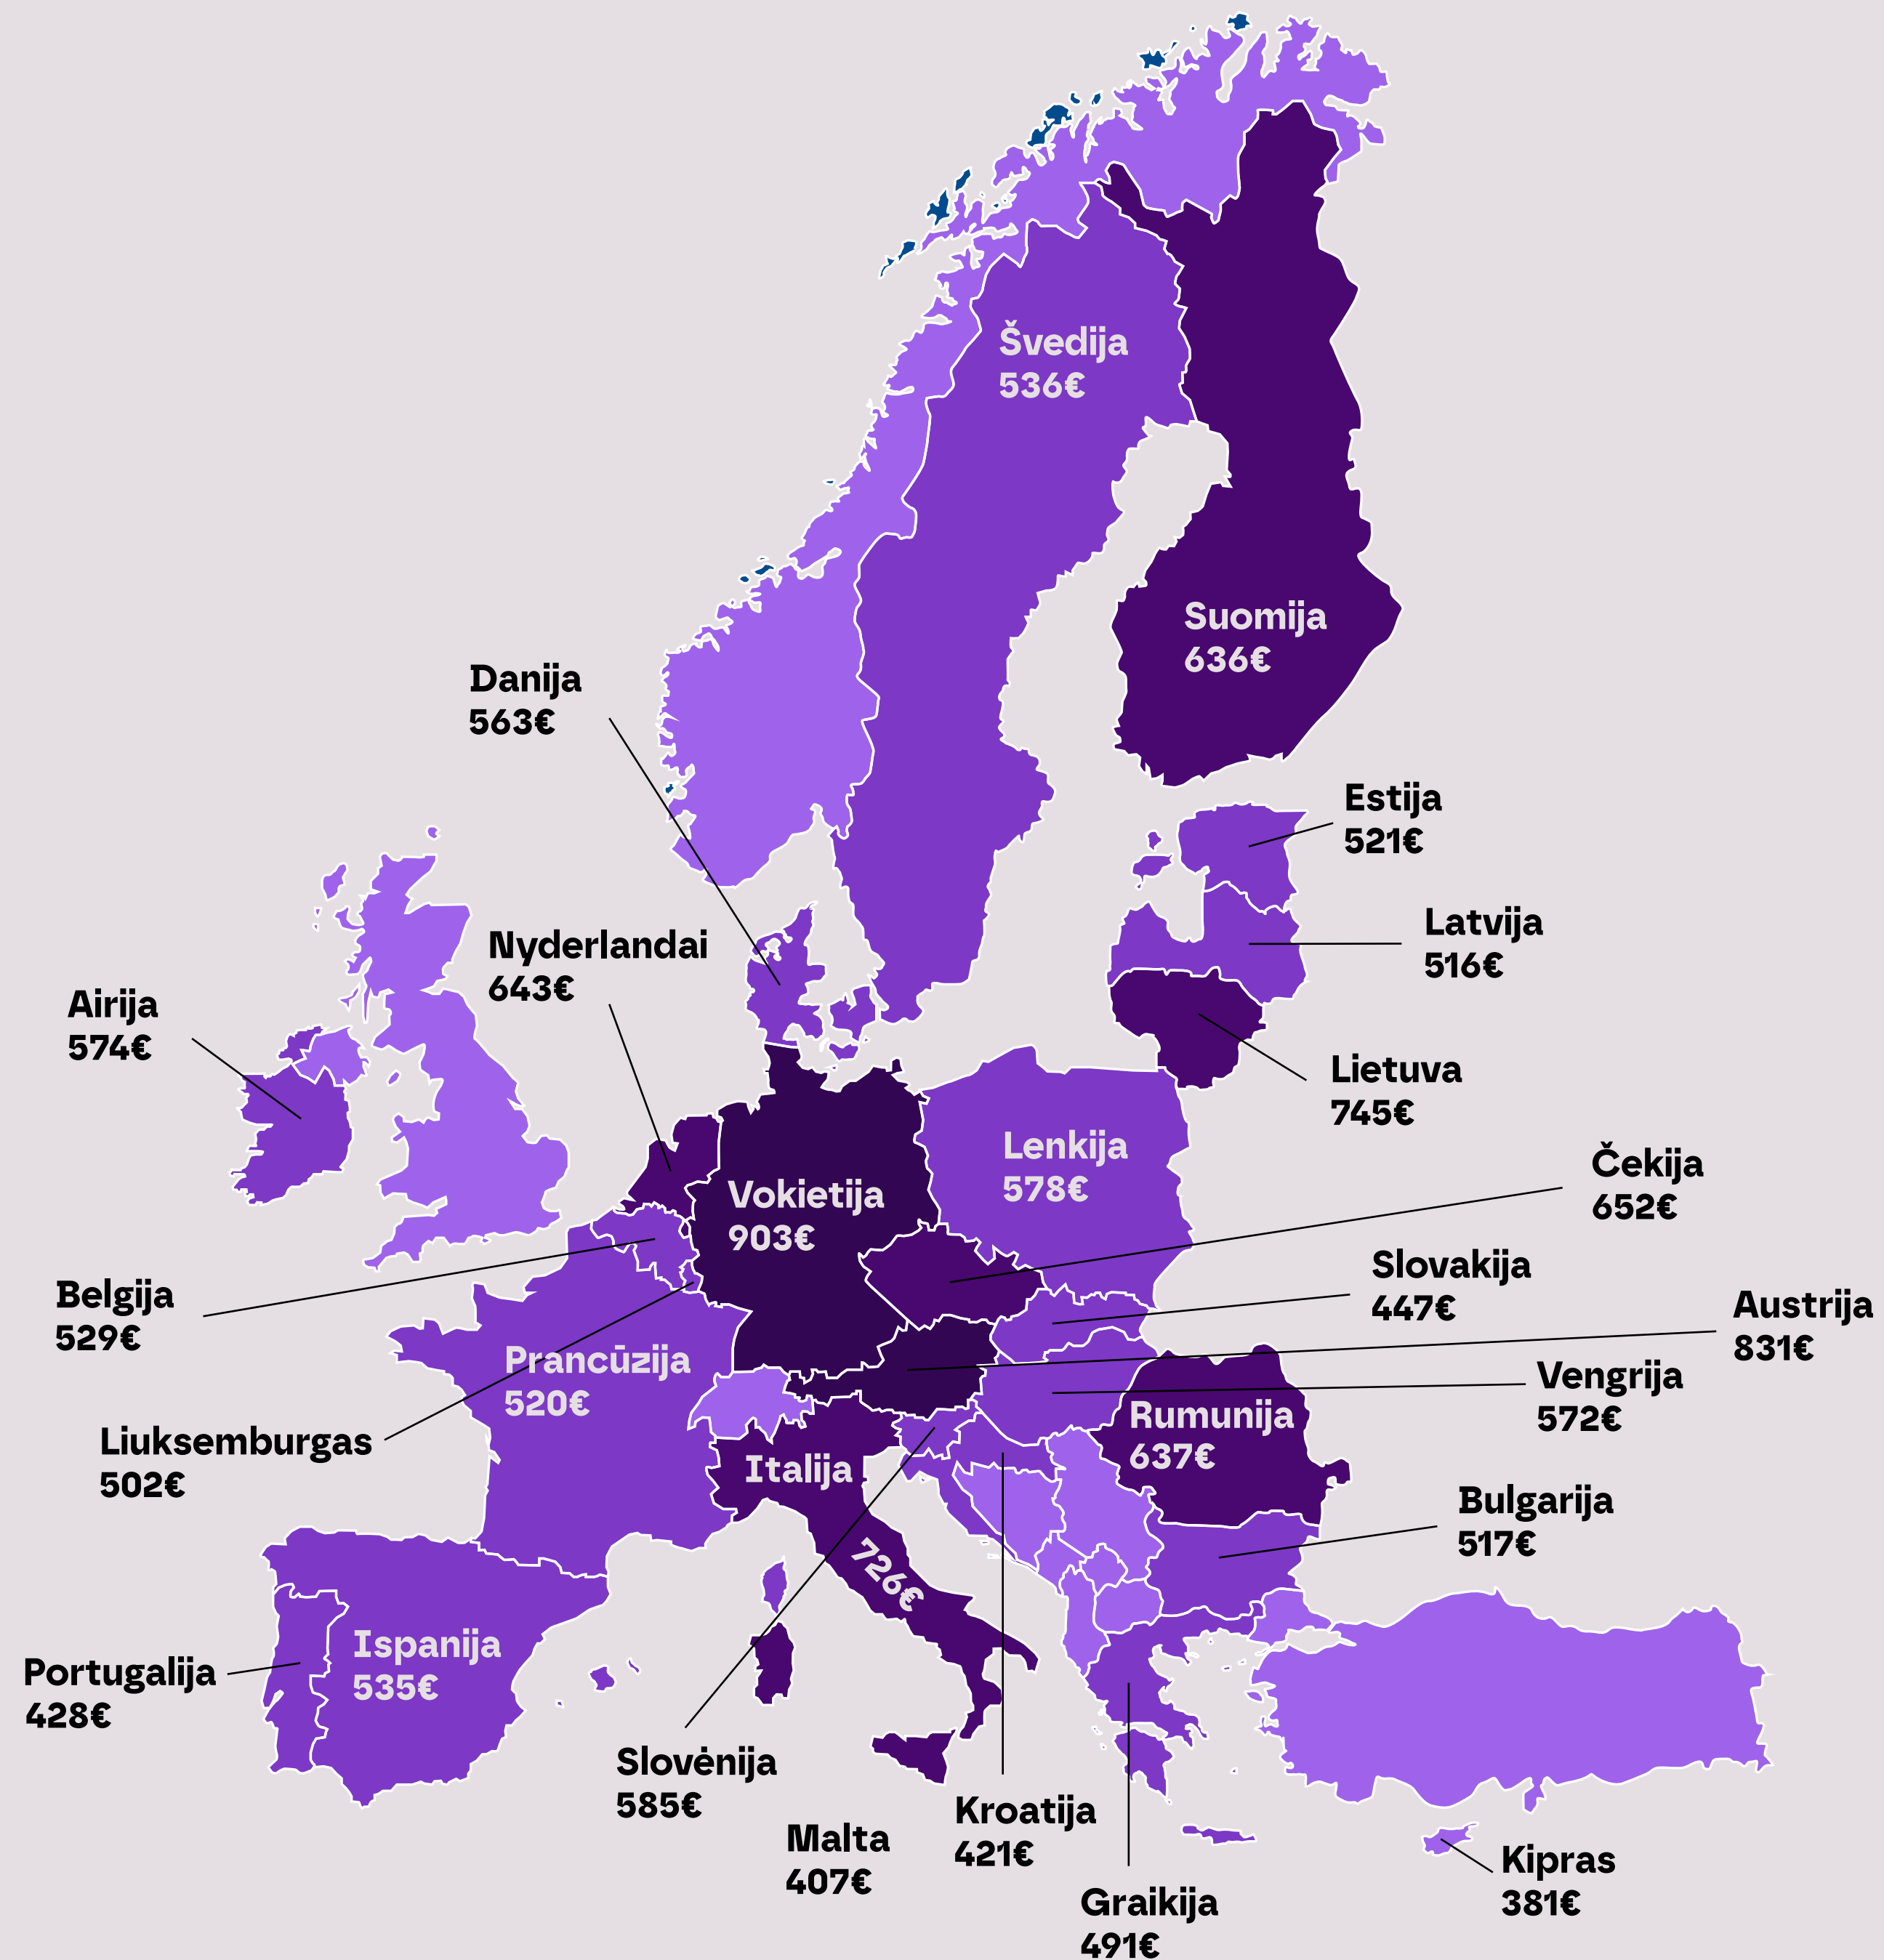 Švedija
536€
Suomija
636€
Danija
563€
Estija
521€
Latvija
516€
Nyderlandai
643€
Airija
574€
Lietuva
745€
Lenkija
578€
Čekija
652€
Vokietija
903€
Slovakija
447€
Belgija
529€
Austrija
831€
Prancūzija
520€
Vengrija
572€
Rumunija
637€
Liuksemburgas
502€
Italija
726€
Bulgarija
517€
Ispanija
535€
Portugalija
428€
Slovėnija
585€
Kroatija
421€
Malta
407€
Kipras
381€
Graikija
491€